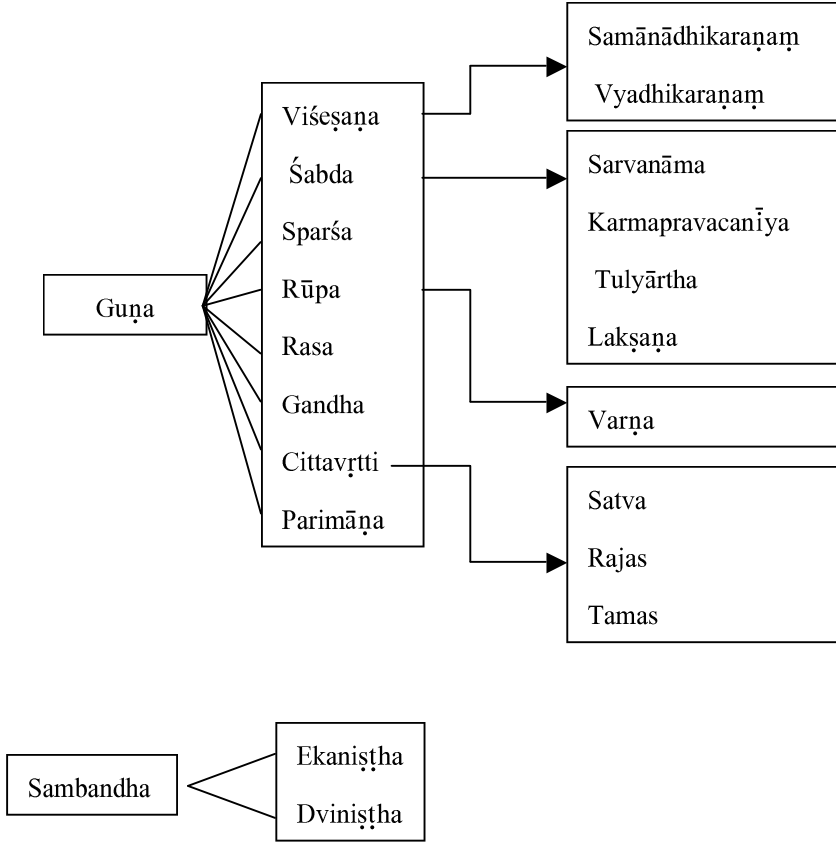 Guṇa
Viśeṣaṇa
Śabda
Sparśa
Rūpa
Rasa
Gandha
Cittavṛtti
Parimāṇa
Samānādhikaraṇaṃ
Vyadhikaraṇaṃ
Sarvanāma
Karmapravacanīya
Tulyārtha
Lakṣaṇa
Varṇa
Satva
Rajas
Tamas
Sambandha
Ekaniṣṭha
Dviniṣṭha